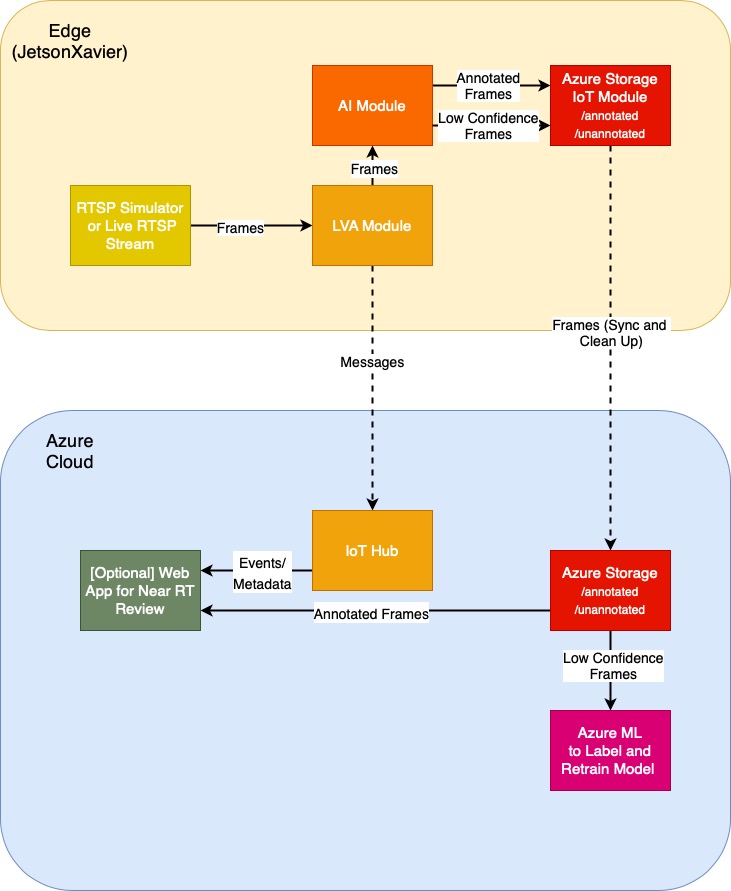 Edge
(JetsonXavier)
AI Module
Annotated
Frames
Low Confidence
Frames
Azure Storage
IoT Module
/annotated
/unannotated
Frames
RTSP Simulator
or Live RTSP
Stream
Frames
LVA Module
Frames (Sync and
Clean Up)
Messages
Azure
Cloud
IoT Hub
Events/
Metadata
[Optional] Web
App for Near RT
Review
Annotated Frames
Azure Storage
/annotated
/unannotated
Low Confidence
Frames
Azure ML
to Label and
Retrain Model